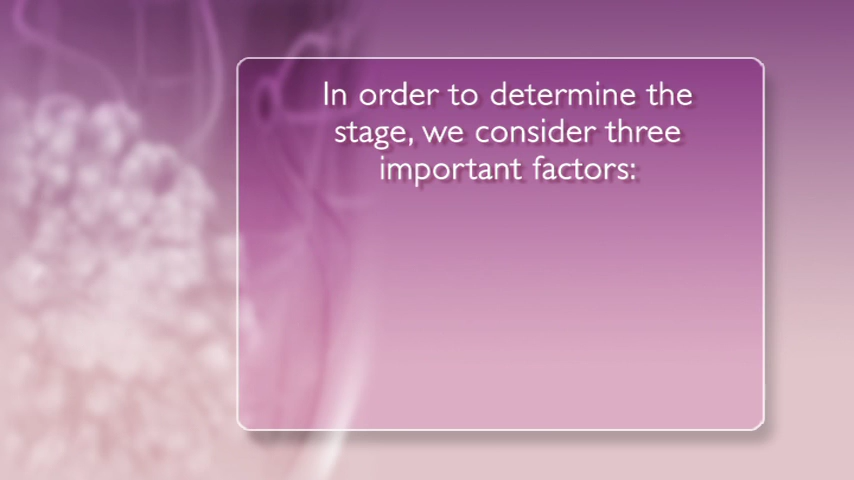 In order to determine the
stage, we consider three
important factors: